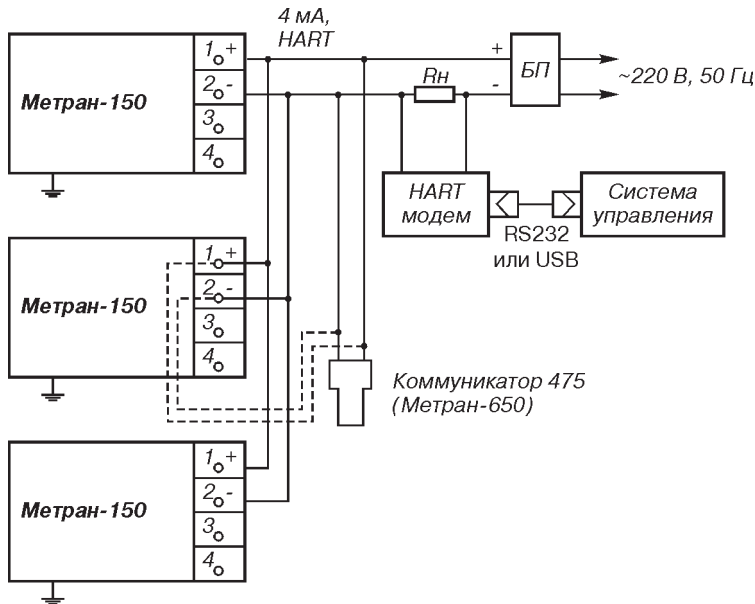 4 мА,
HART
Метран-150
1 +
2 -
3
4
+
-
Rн
БП
~220 В, 50 Гц
HART
модем
RS232
или USB
Система
управления
Метран-150
1 +
2 -
3
4
Коммуникатор 475
(Метран-650)
Метран-150
1 +
2 -
3
4